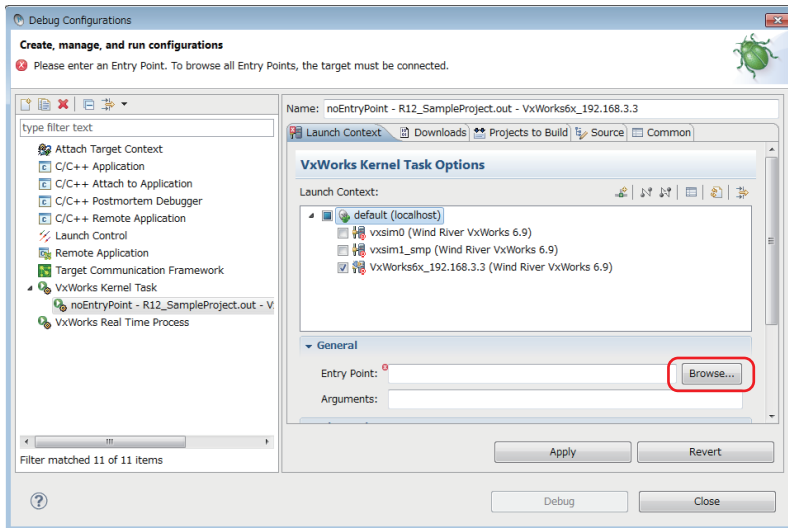 Debug Configurations
Create, manage, and run configurations
Please enter an Entry Point. To browse all Entry Points, the target must be connected.
type filter text
Attach Target Context
C/C++ Application
C/C++ Attach to Application
C/C++ Postmortem Debugger
C/C++ Remote Application
Launch Control
Remote Application
Target Communication Framework
VxWorks Kernel Task
noEntryPoint - R12_SampleProject.out - V
VxWorks Real Time Process
Filter matched 11 of 11 items
Name: noEntryPoint - R12_SampleProject.out - VxWorks6x_192.168.3.3
Launch Context Downloads Projects to Build Source Common
VxWorks Kernel Task Options
Launch Context:
default (localhost)
vxsim0 (Wind River VxWorks 6.9)
vxsim1_smp (Wind River VxWorks 6.9)
VxWorks6x_192.168.3.3 (Wind River VxWorks 6.9)
General
Entry Point: Browse...
Arguments:
Apply Revert
Debug Close